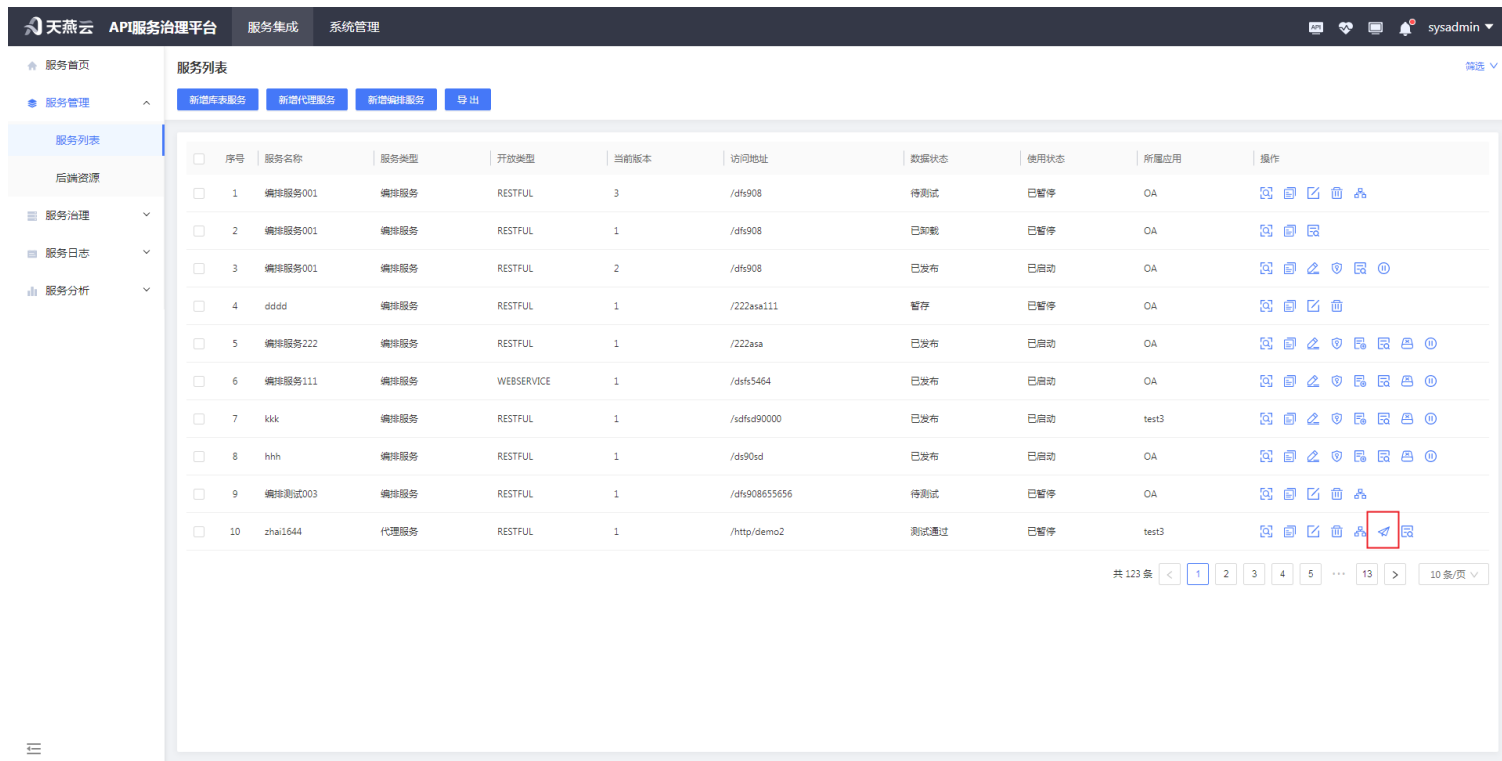 天燕云 API服务治理平台 服务集成 系统管理 API sysadmin
服务首页
服务管理
服务列表
后端资源
服务治理
服务日志
服务分析
服务列表 筛选
新增库表服务 新增代理服务 新增编排服务 导出
序号 服务名称 服务类型 开放类型 当前版本 访问地址 数据状态 使用状态 所属应用 操作
1 编排服务001 编排服务 RESTFUL 3 /dfs908 待测试 已暂停 OA
2 编排服务001 编排服务 RESTFUL 1 /dfs908 已卸载 已暂停 OA
3 编排服务001 编排服务 RESTFUL 2 /dfs908 已发布 已启动 OA
4 dddd 编排服务 RESTFUL 1 /222asa111 暂存 已暂停 OA
5 编排服务222 编排服务 RESTFUL 1 /222asa 已发布 已启动 OA
6 编排服务111 编排服务 WEBSERVICE 1 /dsfs5464 已发布 已启动 OA
7 kkk 编排服务 RESTFUL 1 /sdfsd90000 已发布 已启动 test3
8 hhh 编排服务 RESTFUL 1 /ds90sd 已发布 已启动 OA
9 编排测试003 编排服务 RESTFUL 1 /dfs908655656 待测试 已暂停 OA
10 zhai1644 代理服务 RESTFUL 1 /http/demo2 测试通过 已暂停 test3
共 123 条 < 1 2 3 4 5 ··· 13 > 10 条/页